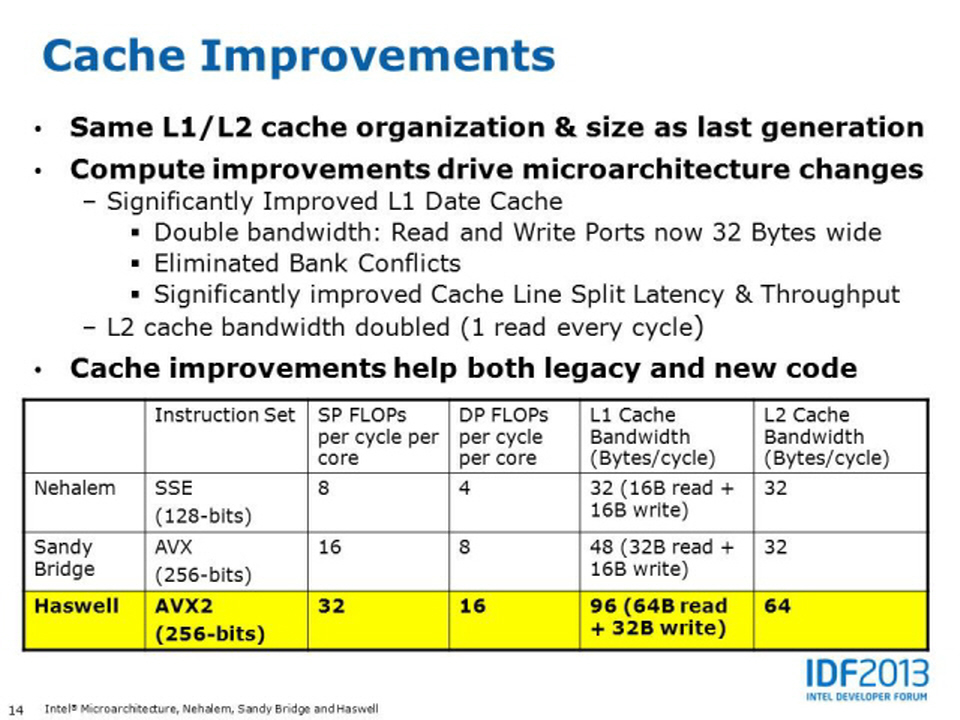 Cache Improvements
• Same L1/L2 cache organization & size as last generation
• Compute improvements drive microarchitecture changes
– Significantly Improved L1 Date Cache
▪ Double bandwidth: Read and Write Ports now 32 Bytes wide
▪ Eliminated Bank Conflicts
▪ Significantly improved Cache Line Split Latency & Throughput
– L2 cache bandwidth doubled (1 read every cycle)
• Cache improvements help both legacy and new code
Instruction Set
SP FLOPs
per cycle per
core
DP FLOPs
per cycle
per core
L1 Cache
Bandwidth
(Bytes/cycle)
L2 Cache
Bandwidth
(Bytes/cycle)
Nehalem
SSE
(128-bits)
8
4
32 (16B read +
16B write)
32
Sandy
Bridge
AVX
(256-bits)
16
8
48 (32B read +
16B write)
32
Haswell
AVX2
(256-bits)
32
16
96 (64B read
+ 32B write)
64
IDF2013
INTEL DEVELOPER FORUM
14 Intel® Microarchitecture, Nehalem, Sandy Bridge and Haswell